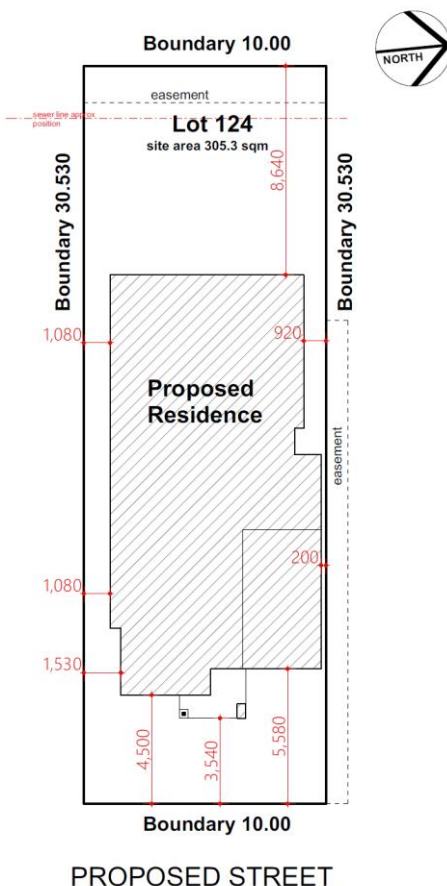 Boundary 10.00
NORTH
easement
sewer line approx
position
Lot 124
site area 305.3 sqm
8,640
Boundary 30.530
Boundary 30.530
1,080
920
Proposed
Residence
easement
200
1,080
1,530
4,500
3,540
5,580
Boundary 10.00
PROPOSED STREET